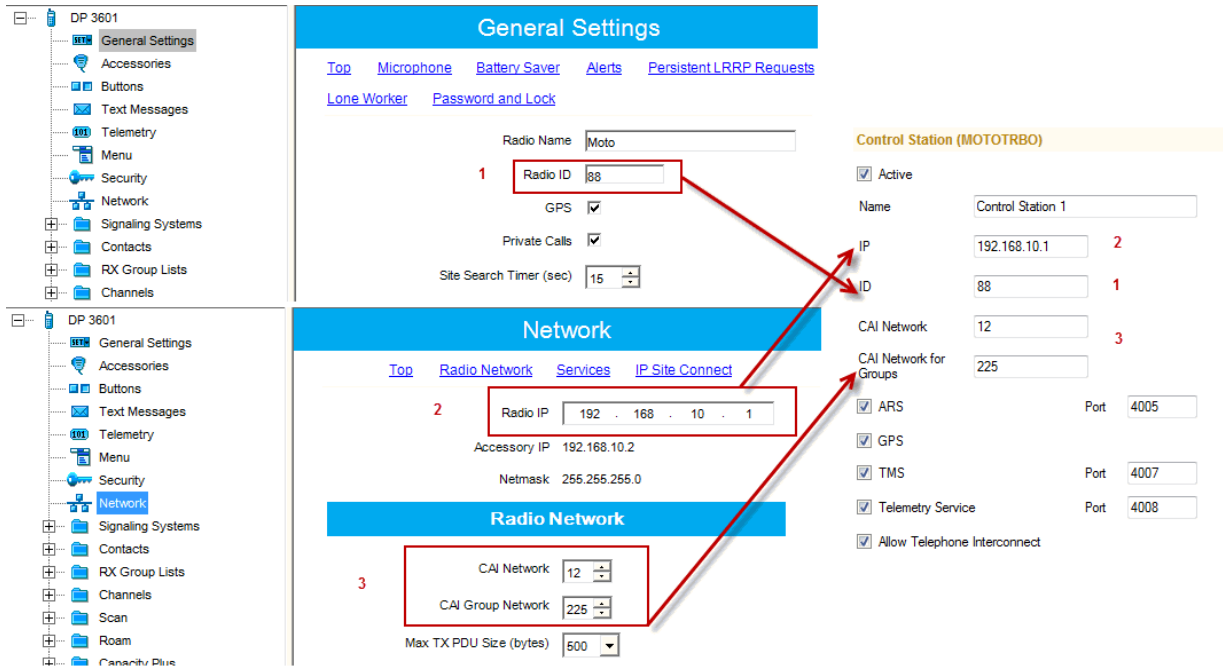 DP 3601
General Settings
Accessories
Buttons
Text Messages
Telemetry
Menu
Security
Network
Signaling Systems
Contacts
RX Group Lists
Channels
General Settings
Top Microphone Battery Saver Alerts Persistent LRRP Requests
Lone Worker Password and Lock
Radio Name Moto
1 Radio ID 88
GPS
Private Calls
Site Search Timer (sec) 15
DP 3601
General Settings
Accessories
Buttons
Text Messages
Telemetry
Menu
Security
Network
Signaling Systems
Contacts
RX Group Lists
Channels
Scan
Roam
Capacity Plus
Network
Top Radio Network Services IP Site Connect
2 Radio IP 192 . 168 . 10 . 1
Accessory IP 192.168.10.2
Netmask 255.255.255.0
Radio Network
3
CAI Network 12
CAI Group Network 225
Max TX PDU Size (bytes) 500
Control Station (MOTOTRBO)
Active
Name Control Station 1
IP 192.168.10.1 2
ID 88 1
CAI Network 12
3
CAI Network for
Groups 225
ARS Port 4005
GPS
TMS Port 4007
Telemetry Service Port 4008
Allow Telephone Interconnect